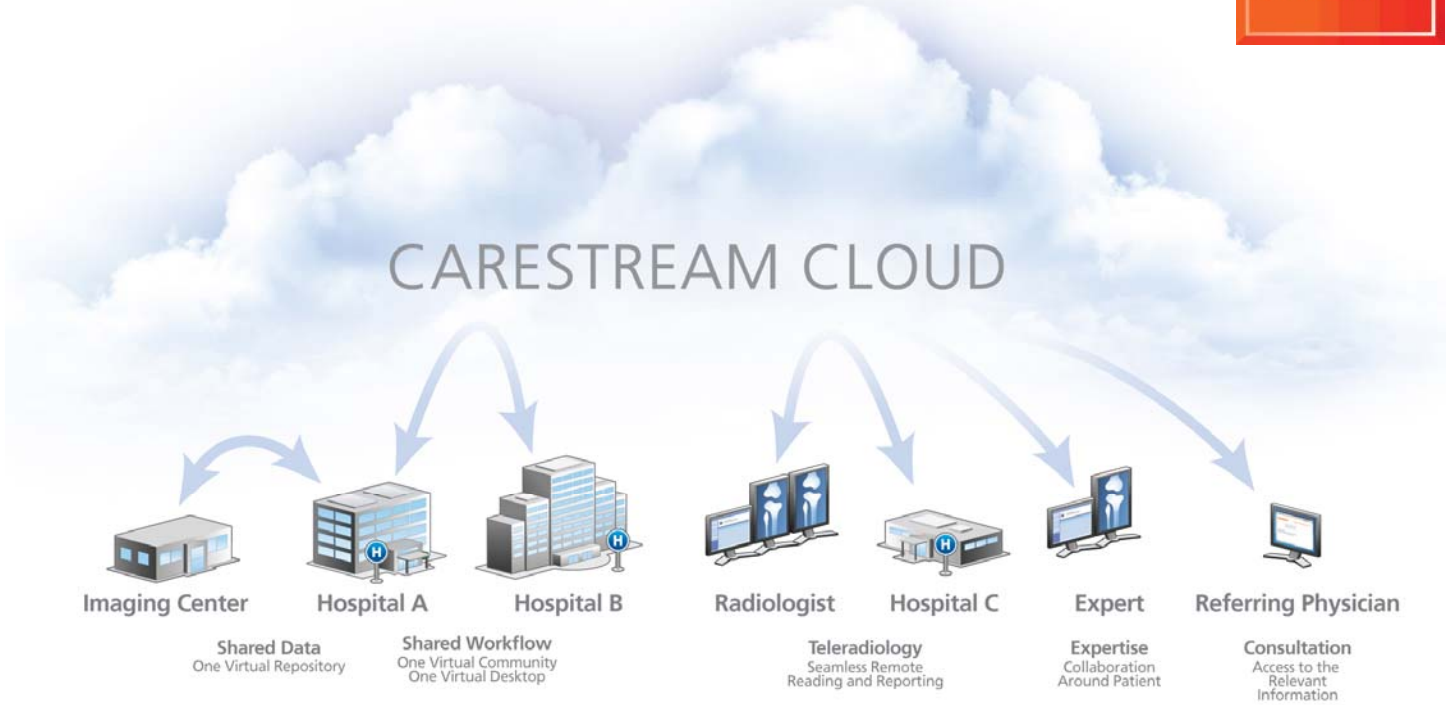 CARESTREAM CLOUD
Imaging Center
Hospital A
Hospital B
Radiologist
Hospital C
Expert
Referring Physician
H
H
H
Shared Data
One Virtual Repository
Shared Workflow
One Virtual Community
One Virtual Desktop
Teleradiology
Seamless Remote
Reading and Reporting
Expertise
Collaboration
Around Patient
Consultation
Access to the
Relevant
Information